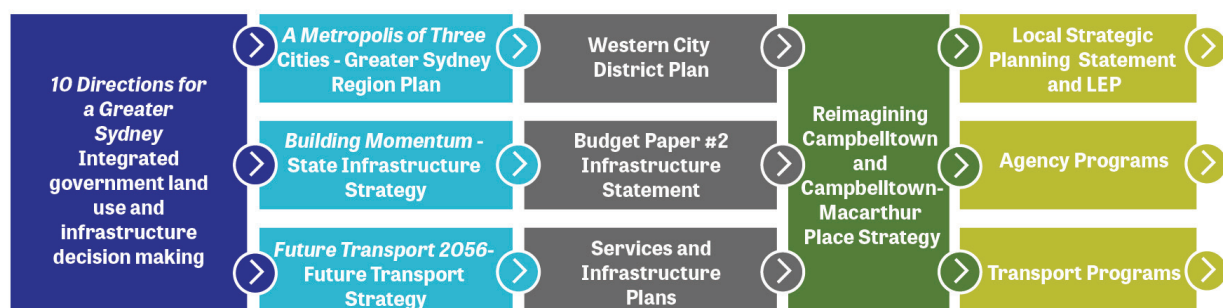 10 Directions for
a Greater
Sydney
Integrated
government land
use and
infrastructure
decision making
A Metropolis of Three
Cities - Greater Sydney
Region Plan
Building Momentum -
State Infrastructure
Strategy
Future Transport 2056-
Future Transport
Strategy
Western City
District Plan
Budget Paper #2
Infrastructure
Statement
Services and
Infrastructure
Plans
Reimagining
Campbelltown
and
Campbelltown-
Macarthur
Place Strategy
Local Strategic
Planning Statement
and LEP
Agency Programs
Transport Programs